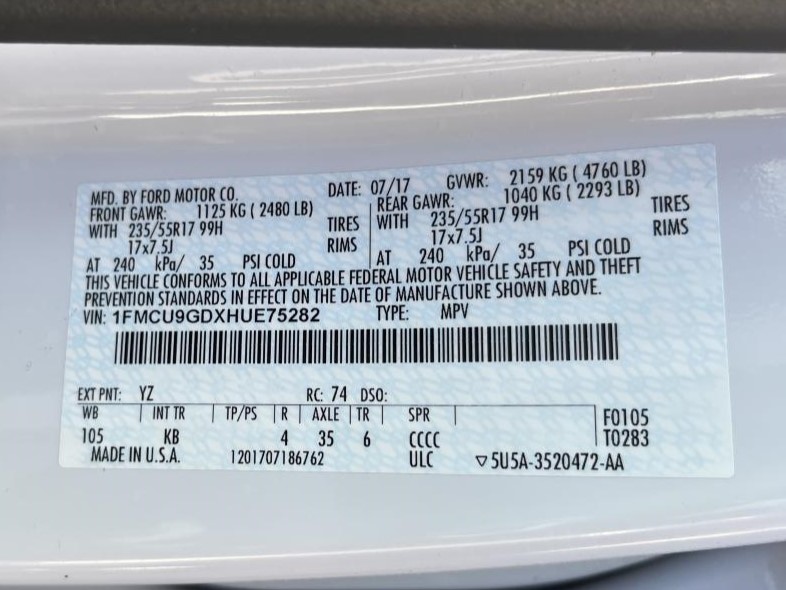 MFD. BY FORD MOTOR CO. DATE: 07/17 GVWR: 2159 KG ( 4760 LB)
FRONT GAWR: 1125 KG ( 2480 LB) REAR GAWR: 1040 KG ( 2293 LB)
WITH 235/55R17 99H TIRES WITH 235/55R17 99H TIRES
17x7.5J RIMS 17x7.5J RIMS
AT 240 kPa/ 35 PSI COLD AT 240 kPa/ 35 PSI COLD
THIS VEHICLE CONFORMS TO ALL APPLICABLE FEDERAL MOTOR VEHICLE SAFETY AND THEFT
PREVENTION STANDARDS IN EFFECT ON THE DATE OF MANUFACTURE SHOWN ABOVE.
VIN: 1FMCU9GDXHUE75282 TYPE: MPV
EXT PNT: YZ RC: 74 DSO:
WB INT TR TP/PS R AXLE TR SPR F0105
105 KB 4 35 6 CCCC T0283
MADE IN U.S.A. 1201707186762 ULC ▽5U5A-3520472-AA